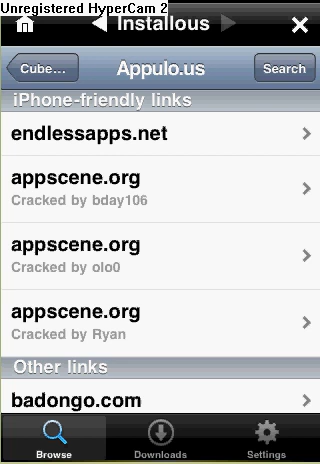 Unregistered HyperCam 2
Installous
Cube...
Appulo.us
Search
iPhone-friendly links
endlessapps.net
appscene.org
Cracked by bday106
appscene.org
Cracked by olo0
appscene.org
Cracked by Ryan
Other links
badongo.com
Browse
Downloads
Settings